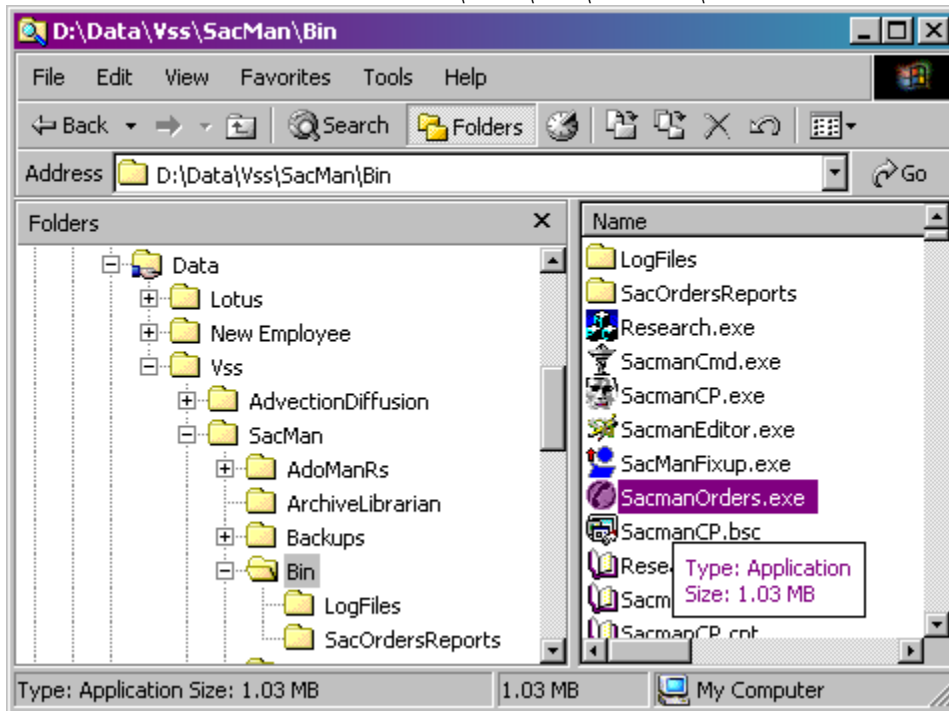 D:\Data\Vss\SacMan\Bin
File Edit View Favorites Tools Help
Back Search Folders
Address D:\Data\Vss\SacMan\Bin Go
Folders
Data
Lotus
New Employee
Vss
AdvectionDiffusion
SacMan
AdoManRs
ArchiveLibrarian
Backups
Bin
LogFiles
SacOrdersReports
Name
LogFiles
SacOrdersReports
Research.exe
SacmanCmd.exe
SacmanCP.exe
SacmanEditor.exe
SacManFixup.exe
SacmanOrders.exe
SacmanCP.bsc
Type: Application
Size: 1.03 MB
SacmanCP.cnt
Type: Application Size: 1.03 MB 1.03 MB My Computer